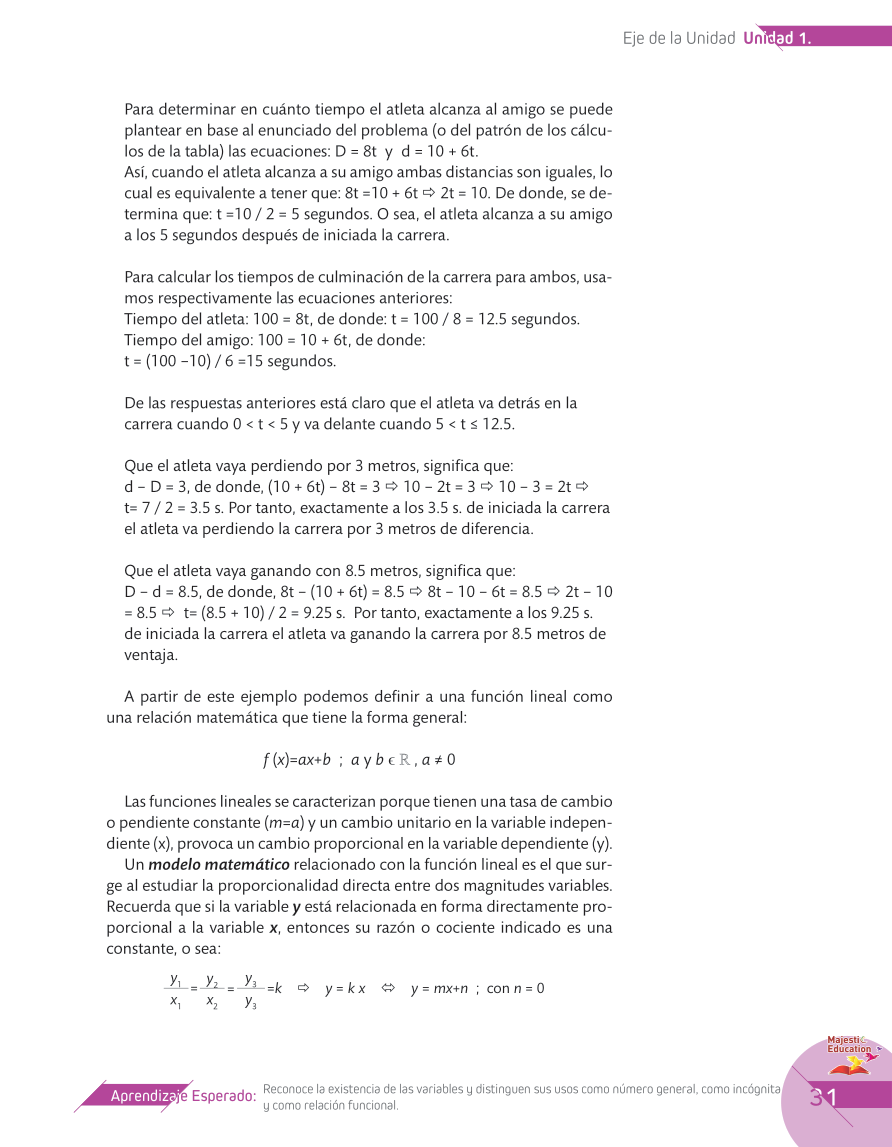 Eje de la Unidad Unidad 1.
Para determinar en cuánto tiempo el atleta alcanza al amigo se puede
plantear en base al enunciado del problema (o del patrón de los cálcu-
los de la tabla) las ecuaciones: D = 8t y d = 10 + 6t.
Así, cuando el atleta alcanza a su amigo ambas distancias son iguales, lo
cual es equivalente a tener que: 8t =10 + 6t ⇨ 2t = 10. De donde, se de-
termina que: t =10 / 2 = 5 segundos. O sea, el atleta alcanza a su amigo
a los 5 segundos después de iniciada la carrera.
Para calcular los tiempos de culminación de la carrera para ambos, usa-
mos respectivamente las ecuaciones anteriores:
Tiempo del atleta: 100 = 8t, de donde: t = 100 / 8 = 12.5 segundos.
Tiempo del amigo: 100 = 10 + 6t, de donde:
t = (100 –10) / 6 =15 segundos.
De las respuestas anteriores está claro que el atleta va detrás en la
carrera cuando 0 < t < 5 y va delante cuando 5 < t ≤ 12.5.
Que el atleta vaya perdiendo por 3 metros, significa que:
d – D = 3, de donde, (10 + 6t) – 8t = 3 ⇨ 10 – 2t = 3 ⇨ 10 – 3 = 2t ⇨
t= 7 / 2 = 3.5 s. Por tanto, exactamente a los 3.5 s. de iniciada la carrera
el atleta va perdiendo la carrera por 3 metros de diferencia.
Que el atleta vaya ganando con 8.5 metros, significa que:
D – d = 8.5, de donde, 8t – (10 + 6t) = 8.5 ⇨ 8t – 10 – 6t = 8.5 ⇨ 2t – 10
= 8.5 ⇨ t= (8.5 + 10) / 2 = 9.25 s. Por tanto, exactamente a los 9.25 s.
de iniciada la carrera el atleta va ganando la carrera por 8.5 metros de
ventaja.
A partir de este ejemplo podemos definir a una función lineal como
una relación matemática que tiene la forma general:
f (x)=ax+b ; a y b ϵ ℝ , a ≠ 0
Las funciones lineales se caracterizan porque tienen una tasa de cambio
o pendiente constante (m=a) y un cambio unitario en la variable indepen-
diente (x), provoca un cambio proporcional en la variable dependiente (y).
Un modelo matemático relacionado con la función lineal es el que sur-
ge al estudiar la proporcionalidad directa entre dos magnitudes variables.
Recuerda que si la variable y está relacionada en forma directamente pro-
porcional a la variable x, entonces su razón o cociente indicado es una
constante, o sea:
y₁/x₁ = y₂/x₂ = y₃/y₃ =k ⇨ y = k x ⬄ y = mx+n ; con n = 0
Majestic
Education
Aprendizaje Esperado: Reconoce la existencia de las variables y distinguen sus usos como número general, como incógnita
y como relación funcional.
31